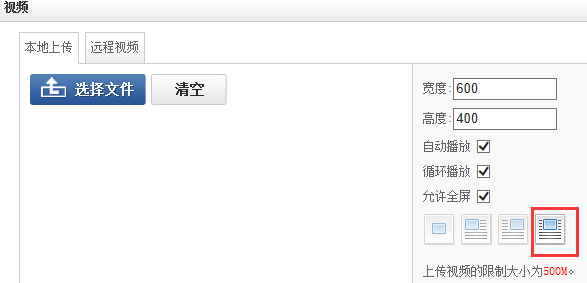 视频
本地上传 远程视频
选择文件 清空
宽度:600
高度:400
自动播放
循环播放
允许全屏
上传视频的限制大小为500M。